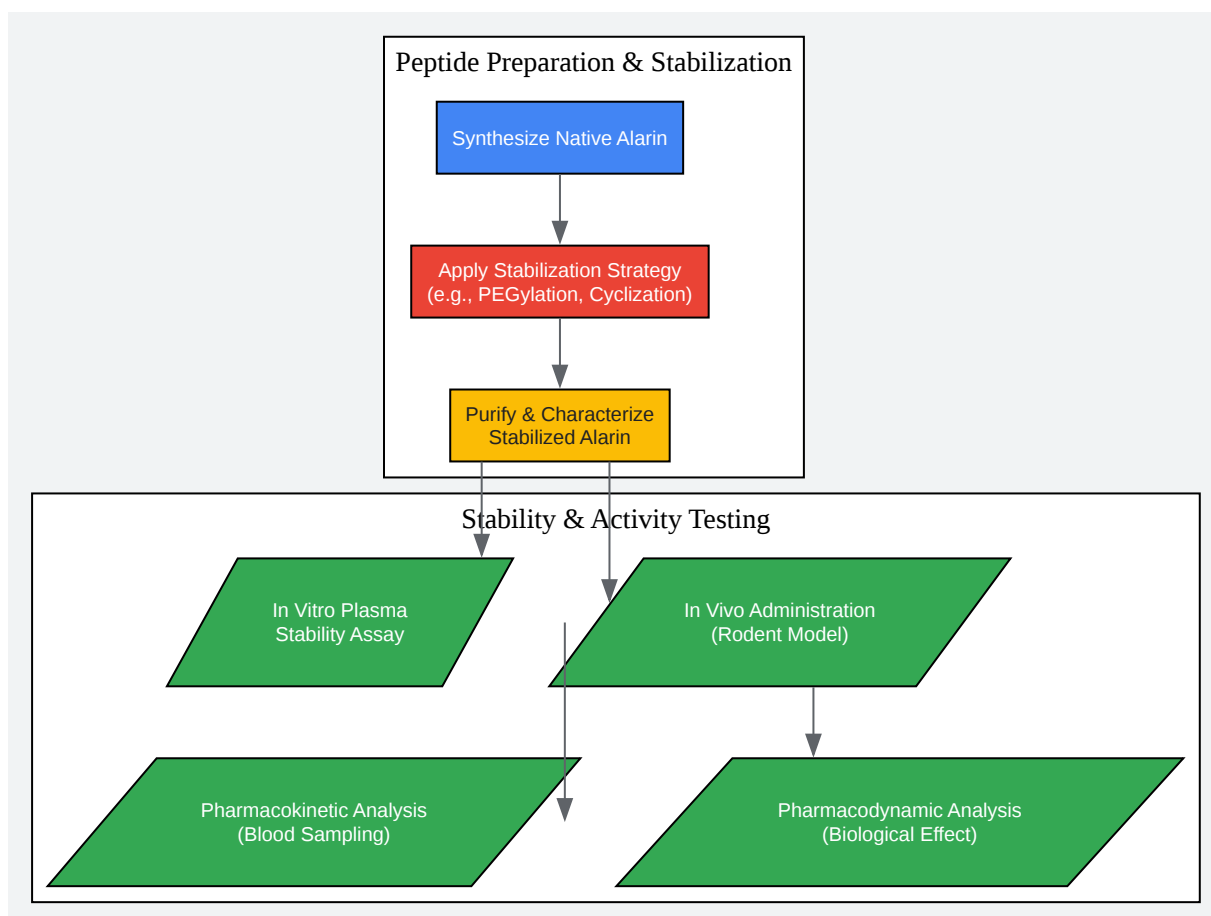 Peptide Preparation & Stabilization
Synthesize Native Alarin
Apply Stabilization Strategy
(e.g., PEGylation, Cyclization)
Purify & Characterize
Stabilized Alarin
Stability & Activity Testing
In Vitro Plasma
Stability Assay
In Vivo Administration
(Rodent Model)
Pharmacokinetic Analysis
(Blood Sampling)
Pharmacodynamic Analysis
(Biological Effect)